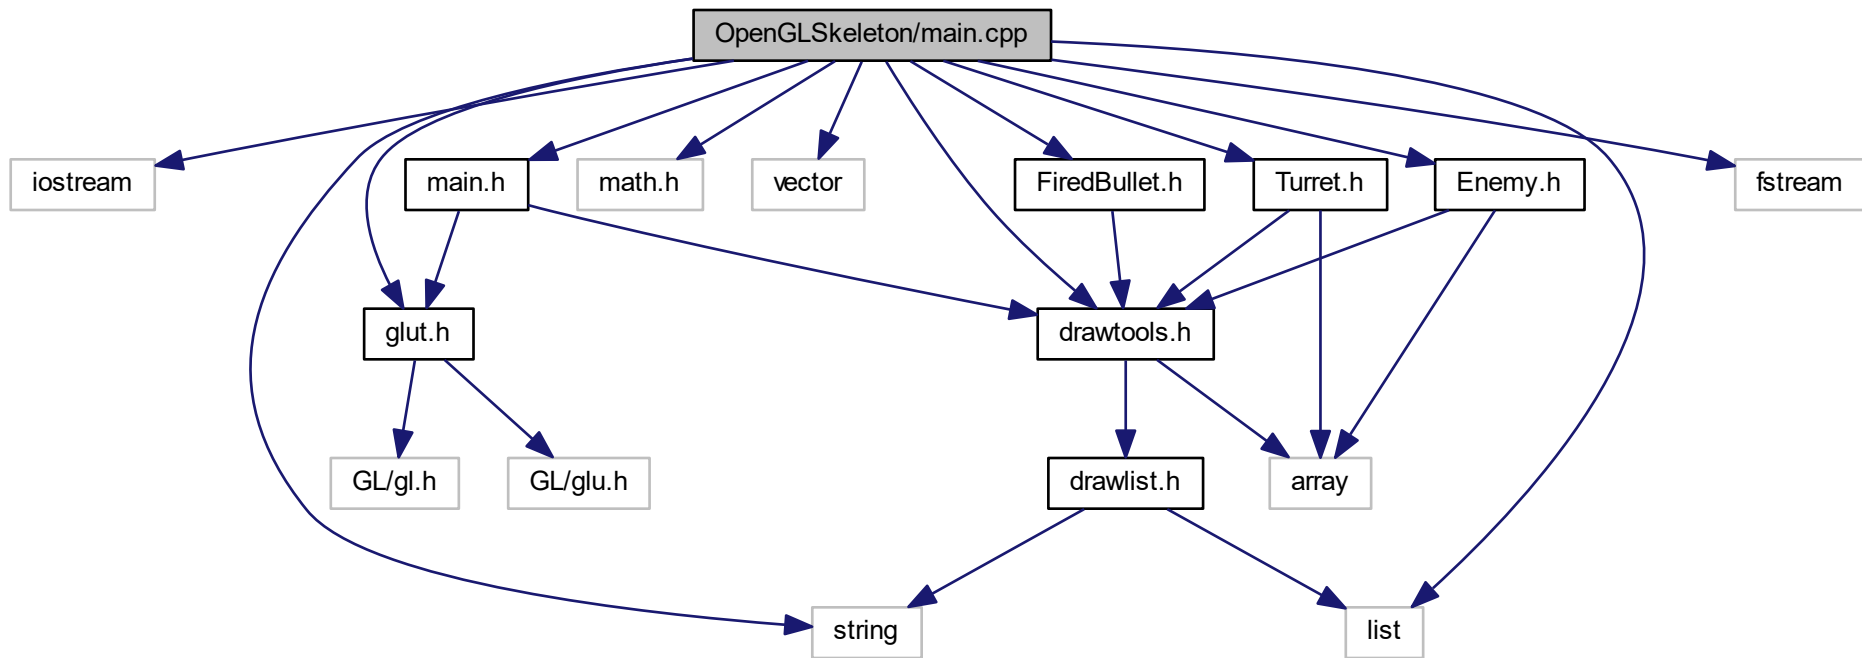 OpenGLSkeleton/main.cpp
iostream
main.h
math.h
vector
FiredBullet.h
Turret.h
Enemy.h
fstream
glut.h
drawtools.h
GL/gl.h
GL/glu.h
drawlist.h
array
string
list